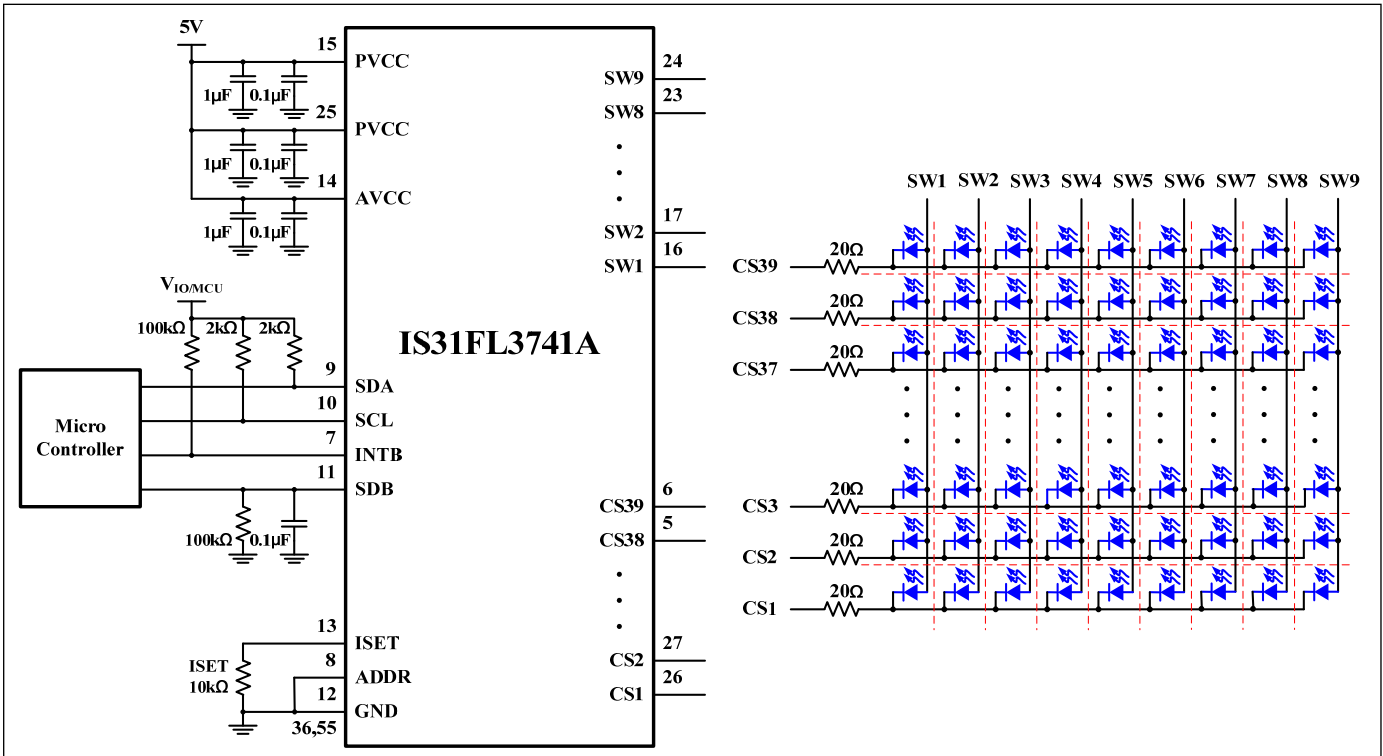 5V
15
PVCC
1µF
0.1µF
25
PVCC
1µF
0.1µF
14
AVCC
1µF
0.1µF
VIO/MCU
100kΩ
2kΩ
2kΩ
Micro
Controller
9
SDA
10
SCL
7
INTB
11
SDB
100kΩ
0.1µF
13
ISET
ISET
10kΩ
8
ADDR
12
GND
36,55
IS31FL3741A
24
SW9
23
SW8
17
SW2
16
SW1
6
CS39
5
CS38
27
CS2
26
CS1
SW1 SW2 SW3 SW4 SW5 SW6 SW7 SW8 SW9
20Ω
CS39
20Ω
CS38
20Ω
CS37
20Ω
CS3
20Ω
CS2
20Ω
CS1